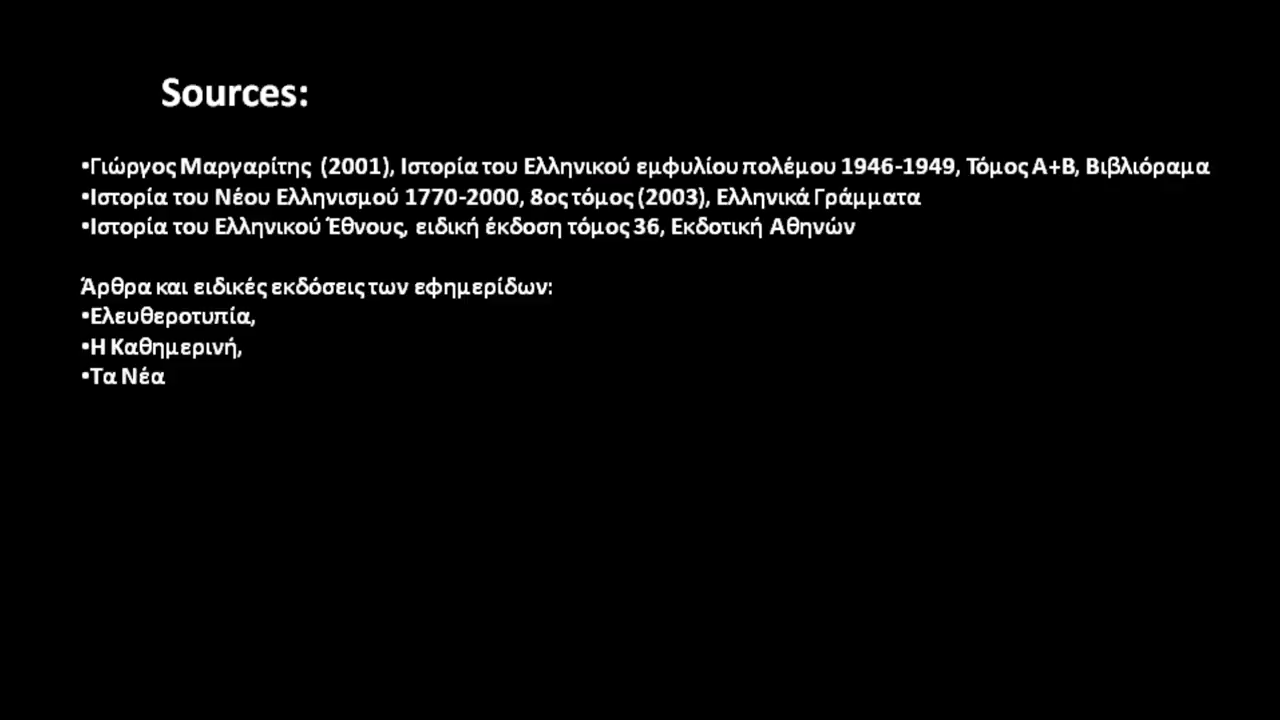 Sources:
•Γιώργος Μαργαρίτης (2001), Ιστορία του Ελληνικού εμφυλίου πολέμου 1946-1949, Τόμος Α+Β, Βιβλιόραμα
•Ιστορία του Νέου Ελληνισμού 1770-2000, 8ος τόμος (2003), Ελληνικά Γράμματα
•Ιστορία του Ελληνικού Έθνους, ειδική έκδοση τόμος 36, Εκδοτική Αθηνών
Άρθρα και ειδικές εκδόσεις των εφημερίδων:
•Ελευθεροτυπία,
•Η Καθημερινή,
•Τα Νέα